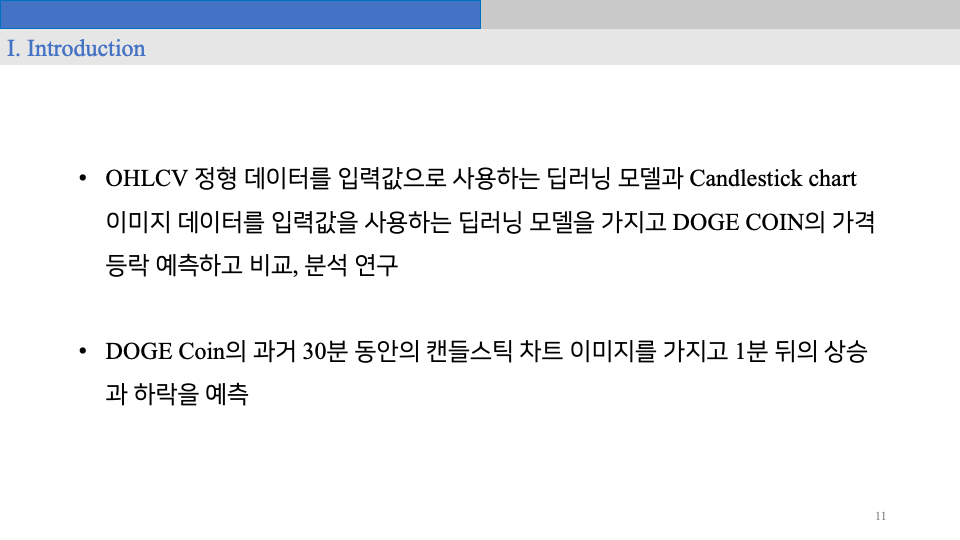 I. Introduction
• OHLCV 정형 데이터를 입력값으로 사용하는 딥러닝 모델과 Candlestick chart
이미지 데이터를 입력값을 사용하는 딥러닝 모델을 가지고 DOGE COIN의 가격
등락 예측하고 비교, 분석 연구
• DOGE Coin의 과거 30분 동안의 캔들스틱 차트 이미지를 가지고 1분 뒤의 상승
과 하락을 예측
11